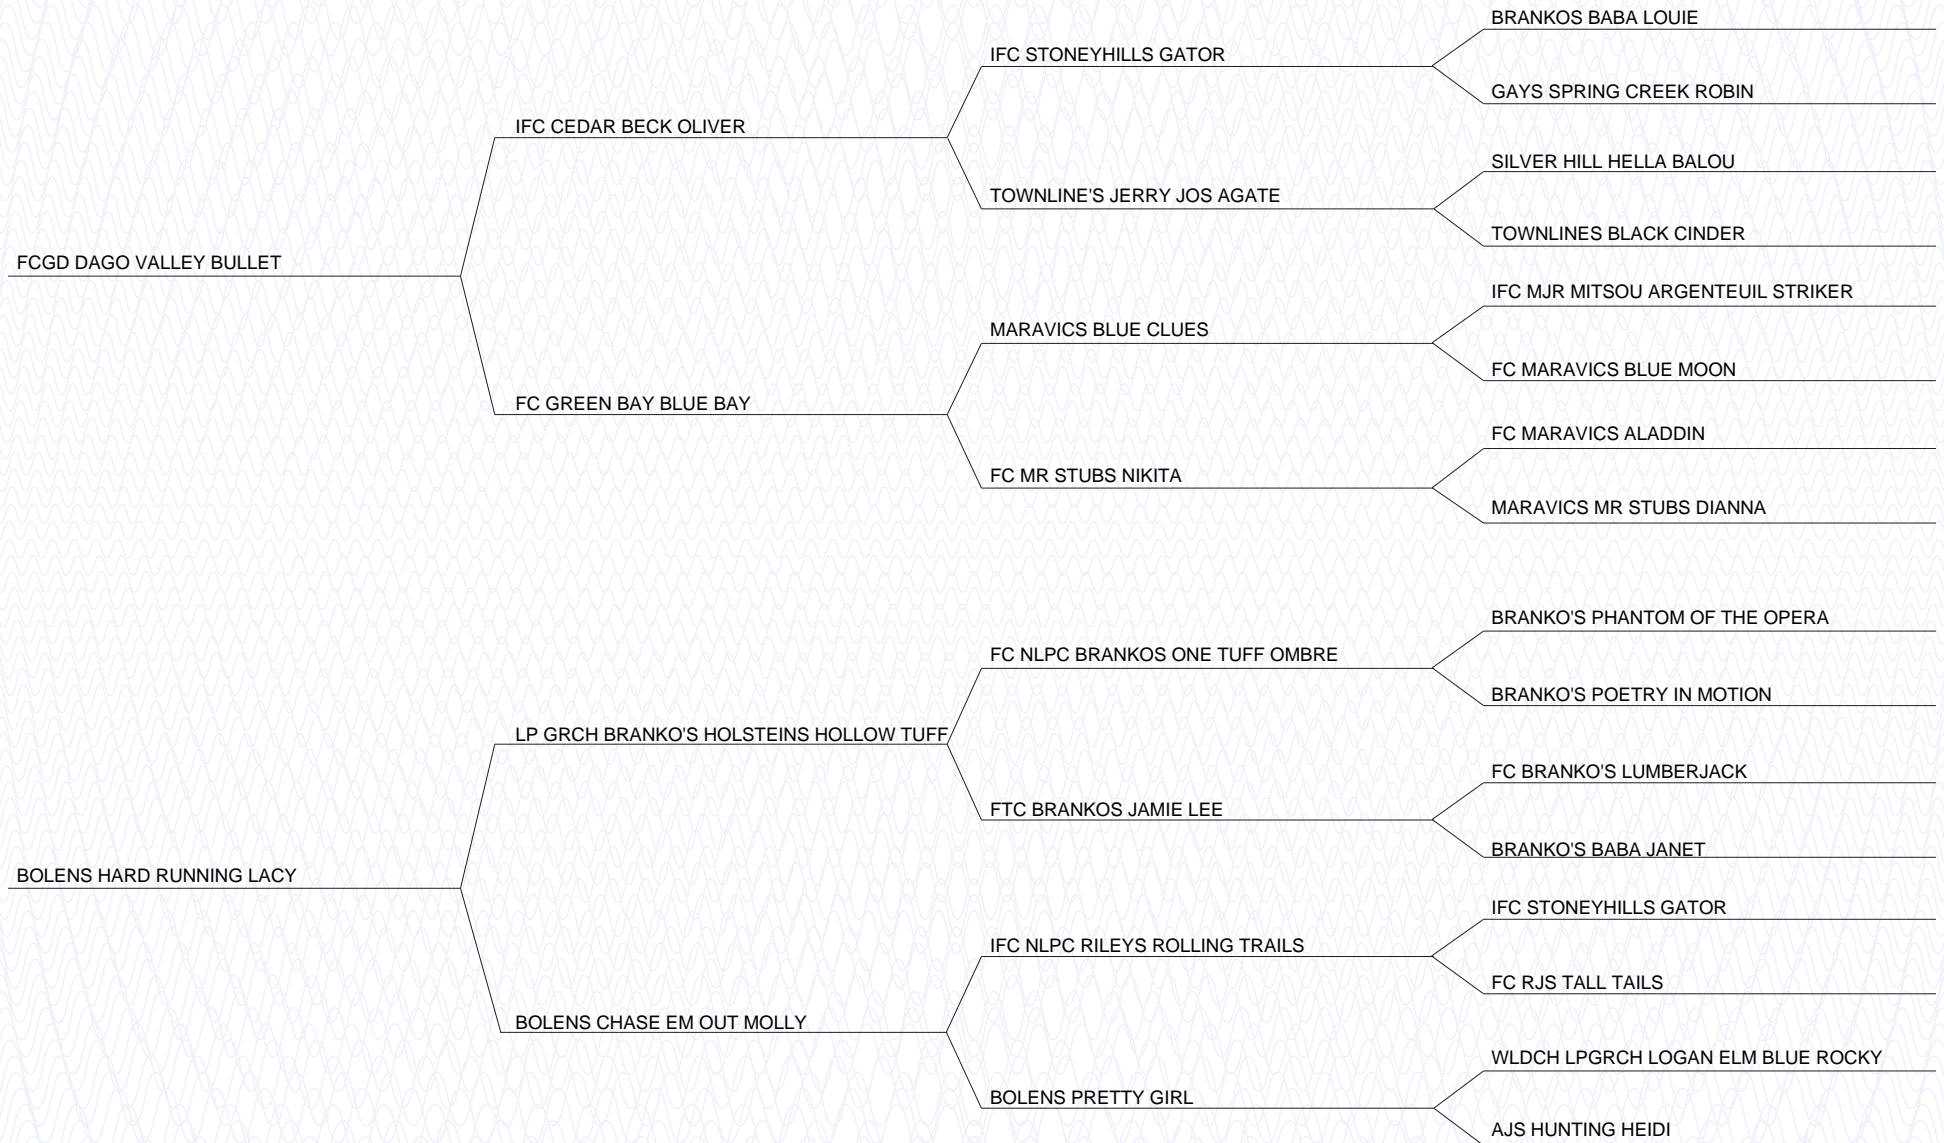 BRANKOS BABA LOUIE
IFC STONEYHILLS GATOR
GAYS SPRING CREEK ROBIN
IFC CEDAR BECK OLIVER
SILVER HILL HELLA BALOU
TOWNLINE'S JERRY JOS AGATE
TOWNLINES BLACK CINDER
FCGD DAGO VALLEY BULLET
IFC MJR MITSOU ARGENTEUIL STRIKER
MARAVICS BLUE CLUES
FC MARAVICS BLUE MOON
FC GREEN BAY BLUE BAY
FC MARAVICS ALADDIN
FC MR STUBS NIKITA
MARAVICS MR STUBS DIANNA
BRANKO'S PHANTOM OF THE OPERA
FC NLPC BRANKOS ONE TUFF OMBRE
BRANKO'S POETRY IN MOTION
LP GRCH BRANKO'S HOLSTEINS HOLLOW TUFF
FC BRANKO'S LUMBERJACK
FTC BRANKOS JAMIE LEE
BRANKO'S BABA JANET
BOLENS HARD RUNNING LACY
IFC STONEYHILLS GATOR
IFC NLPC RILEYS ROLLING TRAILS
FC RJS TALL TAILS
BOLENS CHASE EM OUT MOLLY
WLDCH LPGRCH LOGAN ELM BLUE ROCKY
BOLENS PRETTY GIRL
AJS HUNTING HEIDI